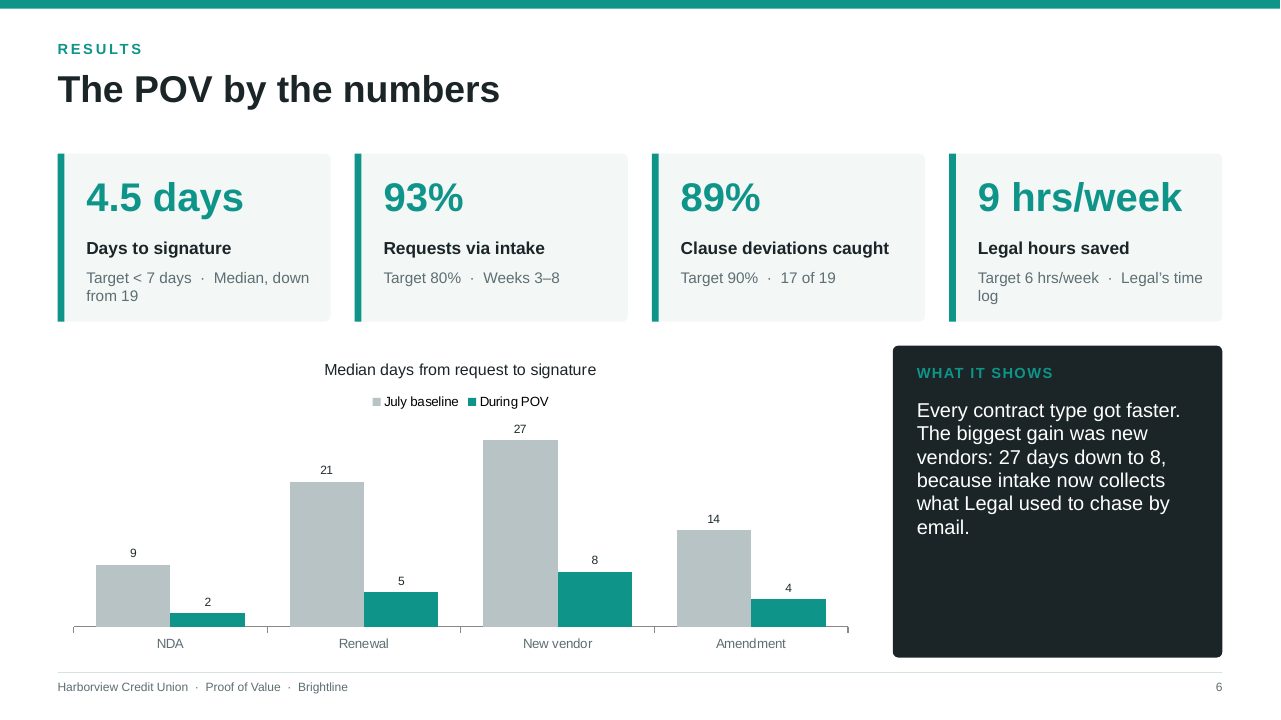 RESULTS
The POV by the numbers
4.5 days
Days to signature
Target < 7 days · Median, down
from 19
93%
Requests via intake
Target 80% · Weeks 3–8
89%
Clause deviations caught
Target 90% · 17 of 19
9 hrs/week
Legal hours saved
Target 6 hrs/week · Legal’s time
log
Median days from request to signature
July baseline During POV
9
2
21
5
27
8
14
4
NDA
Renewal
New vendor
Amendment
WHAT IT SHOWS
Every contract type got faster.
The biggest gain was new
vendors: 27 days down to 8,
because intake now collects
what Legal used to chase by
email.
Harborview Credit Union · Proof of Value · Brightline
6